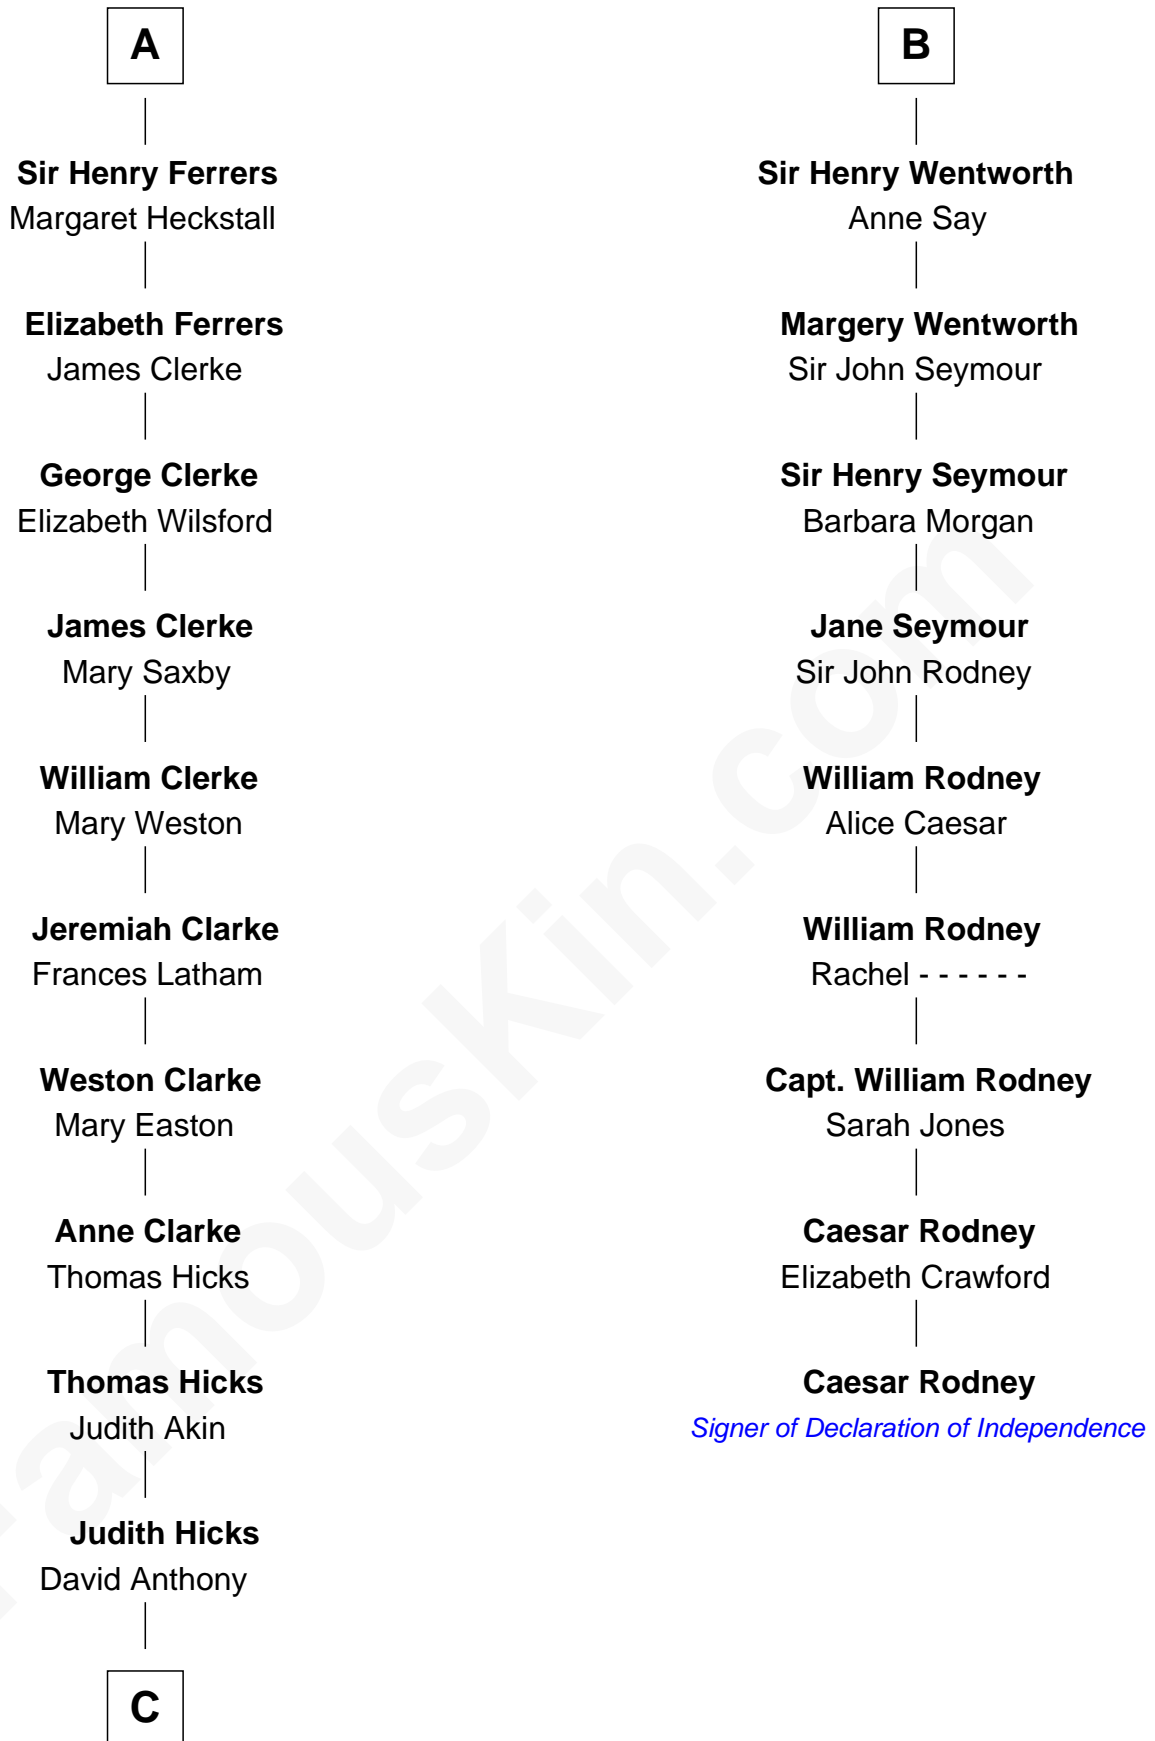 A
Sir Henry Ferrers
Margaret Heckstall
Elizabeth Ferrers
James Clerke
George Clerke
Elizabeth Wilsford
James Clerke
Mary Saxby
William Clerke
Mary Weston
Jeremiah Clarke
Frances Latham
Weston Clarke
Mary Easton
Anne Clarke
Thomas Hicks
Thomas Hicks
Judith Akin
Judith Hicks
David Anthony
C
B
Sir Henry Wentworth
Anne Say
Margery Wentworth
Sir John Seymour
Sir Henry Seymour
Barbara Morgan
Jane Seymour
Sir John Rodney
William Rodney
Alice Caesar
William Rodney
Rachel - - - - - -
Capt. William Rodney
Sarah Jones
Caesar Rodney
Elizabeth Crawford
Caesar Rodney
Signer of Declaration of Independence
FamousKin.com